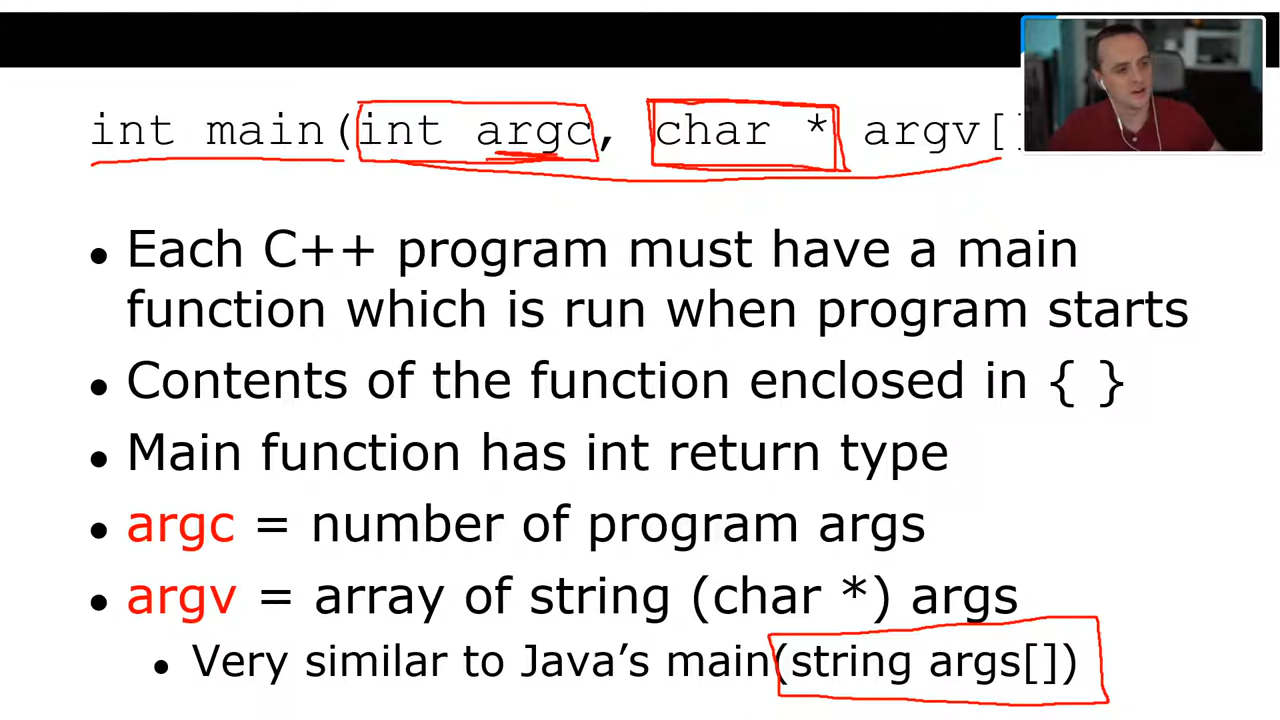 int main(int argc, char * argv[]
• Each C++ program must have a main
function which is run when program starts
• Contents of the function enclosed in { }
• Main function has int return type
• argc = number of program args
• argv = array of string (char *) args
• Very similar to Java’s main(string args[])